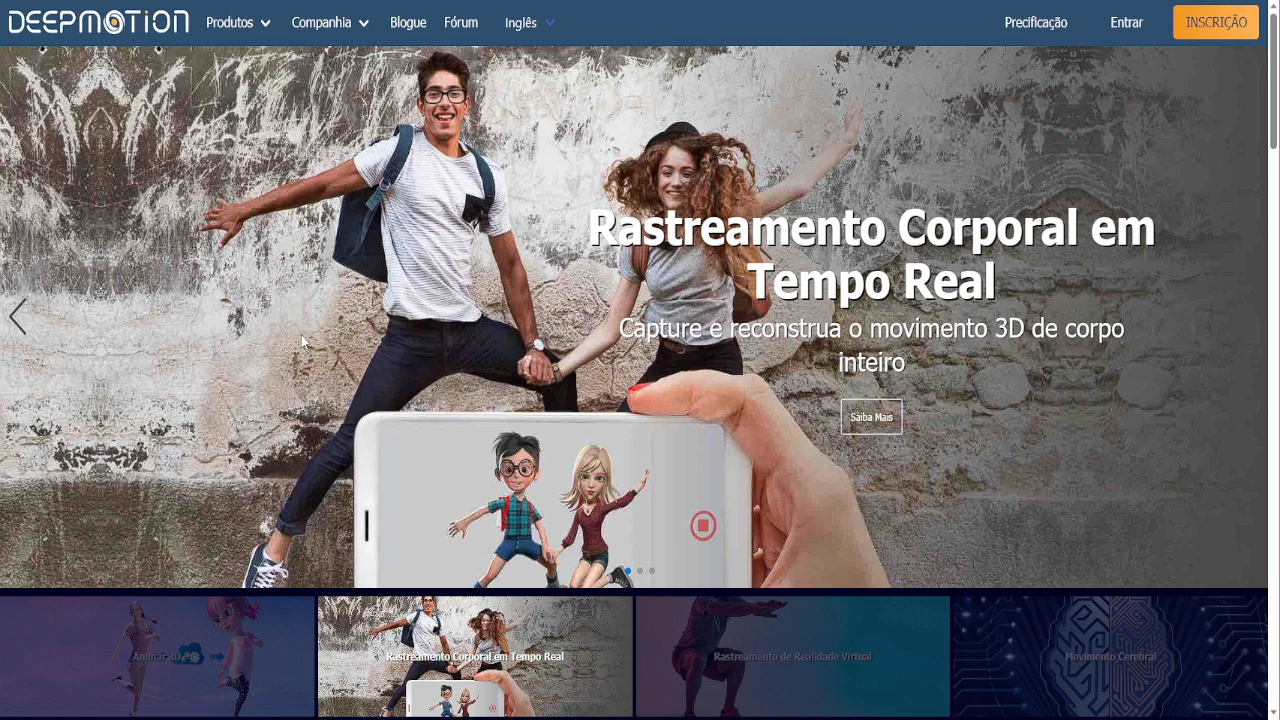 DEEPMOTION Produtos Companhia Blogue Fórum Inglês Precificação Entrar INSCRIÇÃO
Rastreamento Corporal em
Tempo Real
Capture e reconstrua o movimento 3D de corpo
inteiro
Saiba Mais
Animar 3D
Rastreamento Corporal em Tempo Real
Rastreamento de Realidade Virtual
Movimento Cerebral